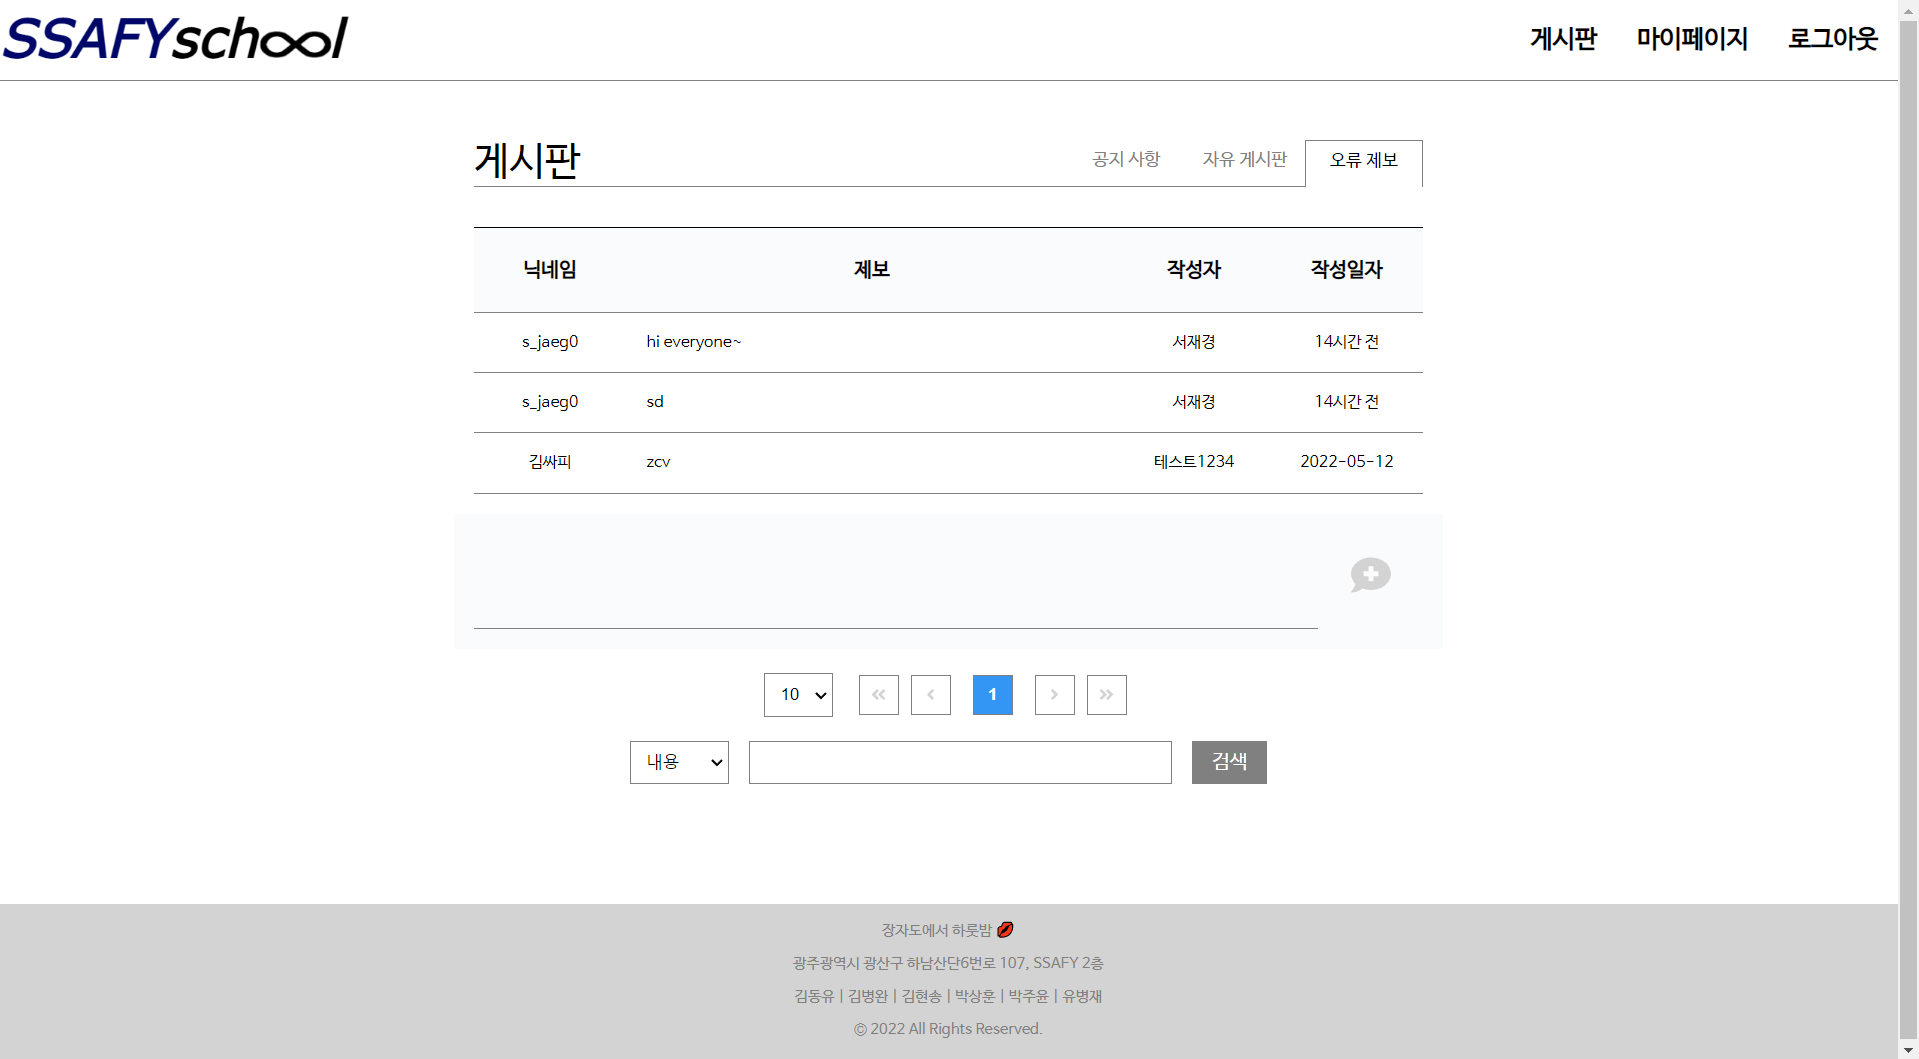 SSAFYschool
게시판 마이페이지 로그아웃
게시판
공지 사항 자유 게시판 오류 제보
닉네임 제보 작성자 작성일자
s_jaeg0 hi everyone~ 서재경 14시간 전
s_jaeg0 sd 서재경 14시간 전
김싸피 zcv 테스트1234 2022-05-12
10 « ‹ 1 › »
내용 검색
장자도에서 하룻밤 💋
광주광역시 광산구 하남산단6번로 107, SSAFY 2층
김동유 | 김병완 | 김현송 | 박상훈 | 박주윤 | 유병재
© 2022 All Rights Reserved.